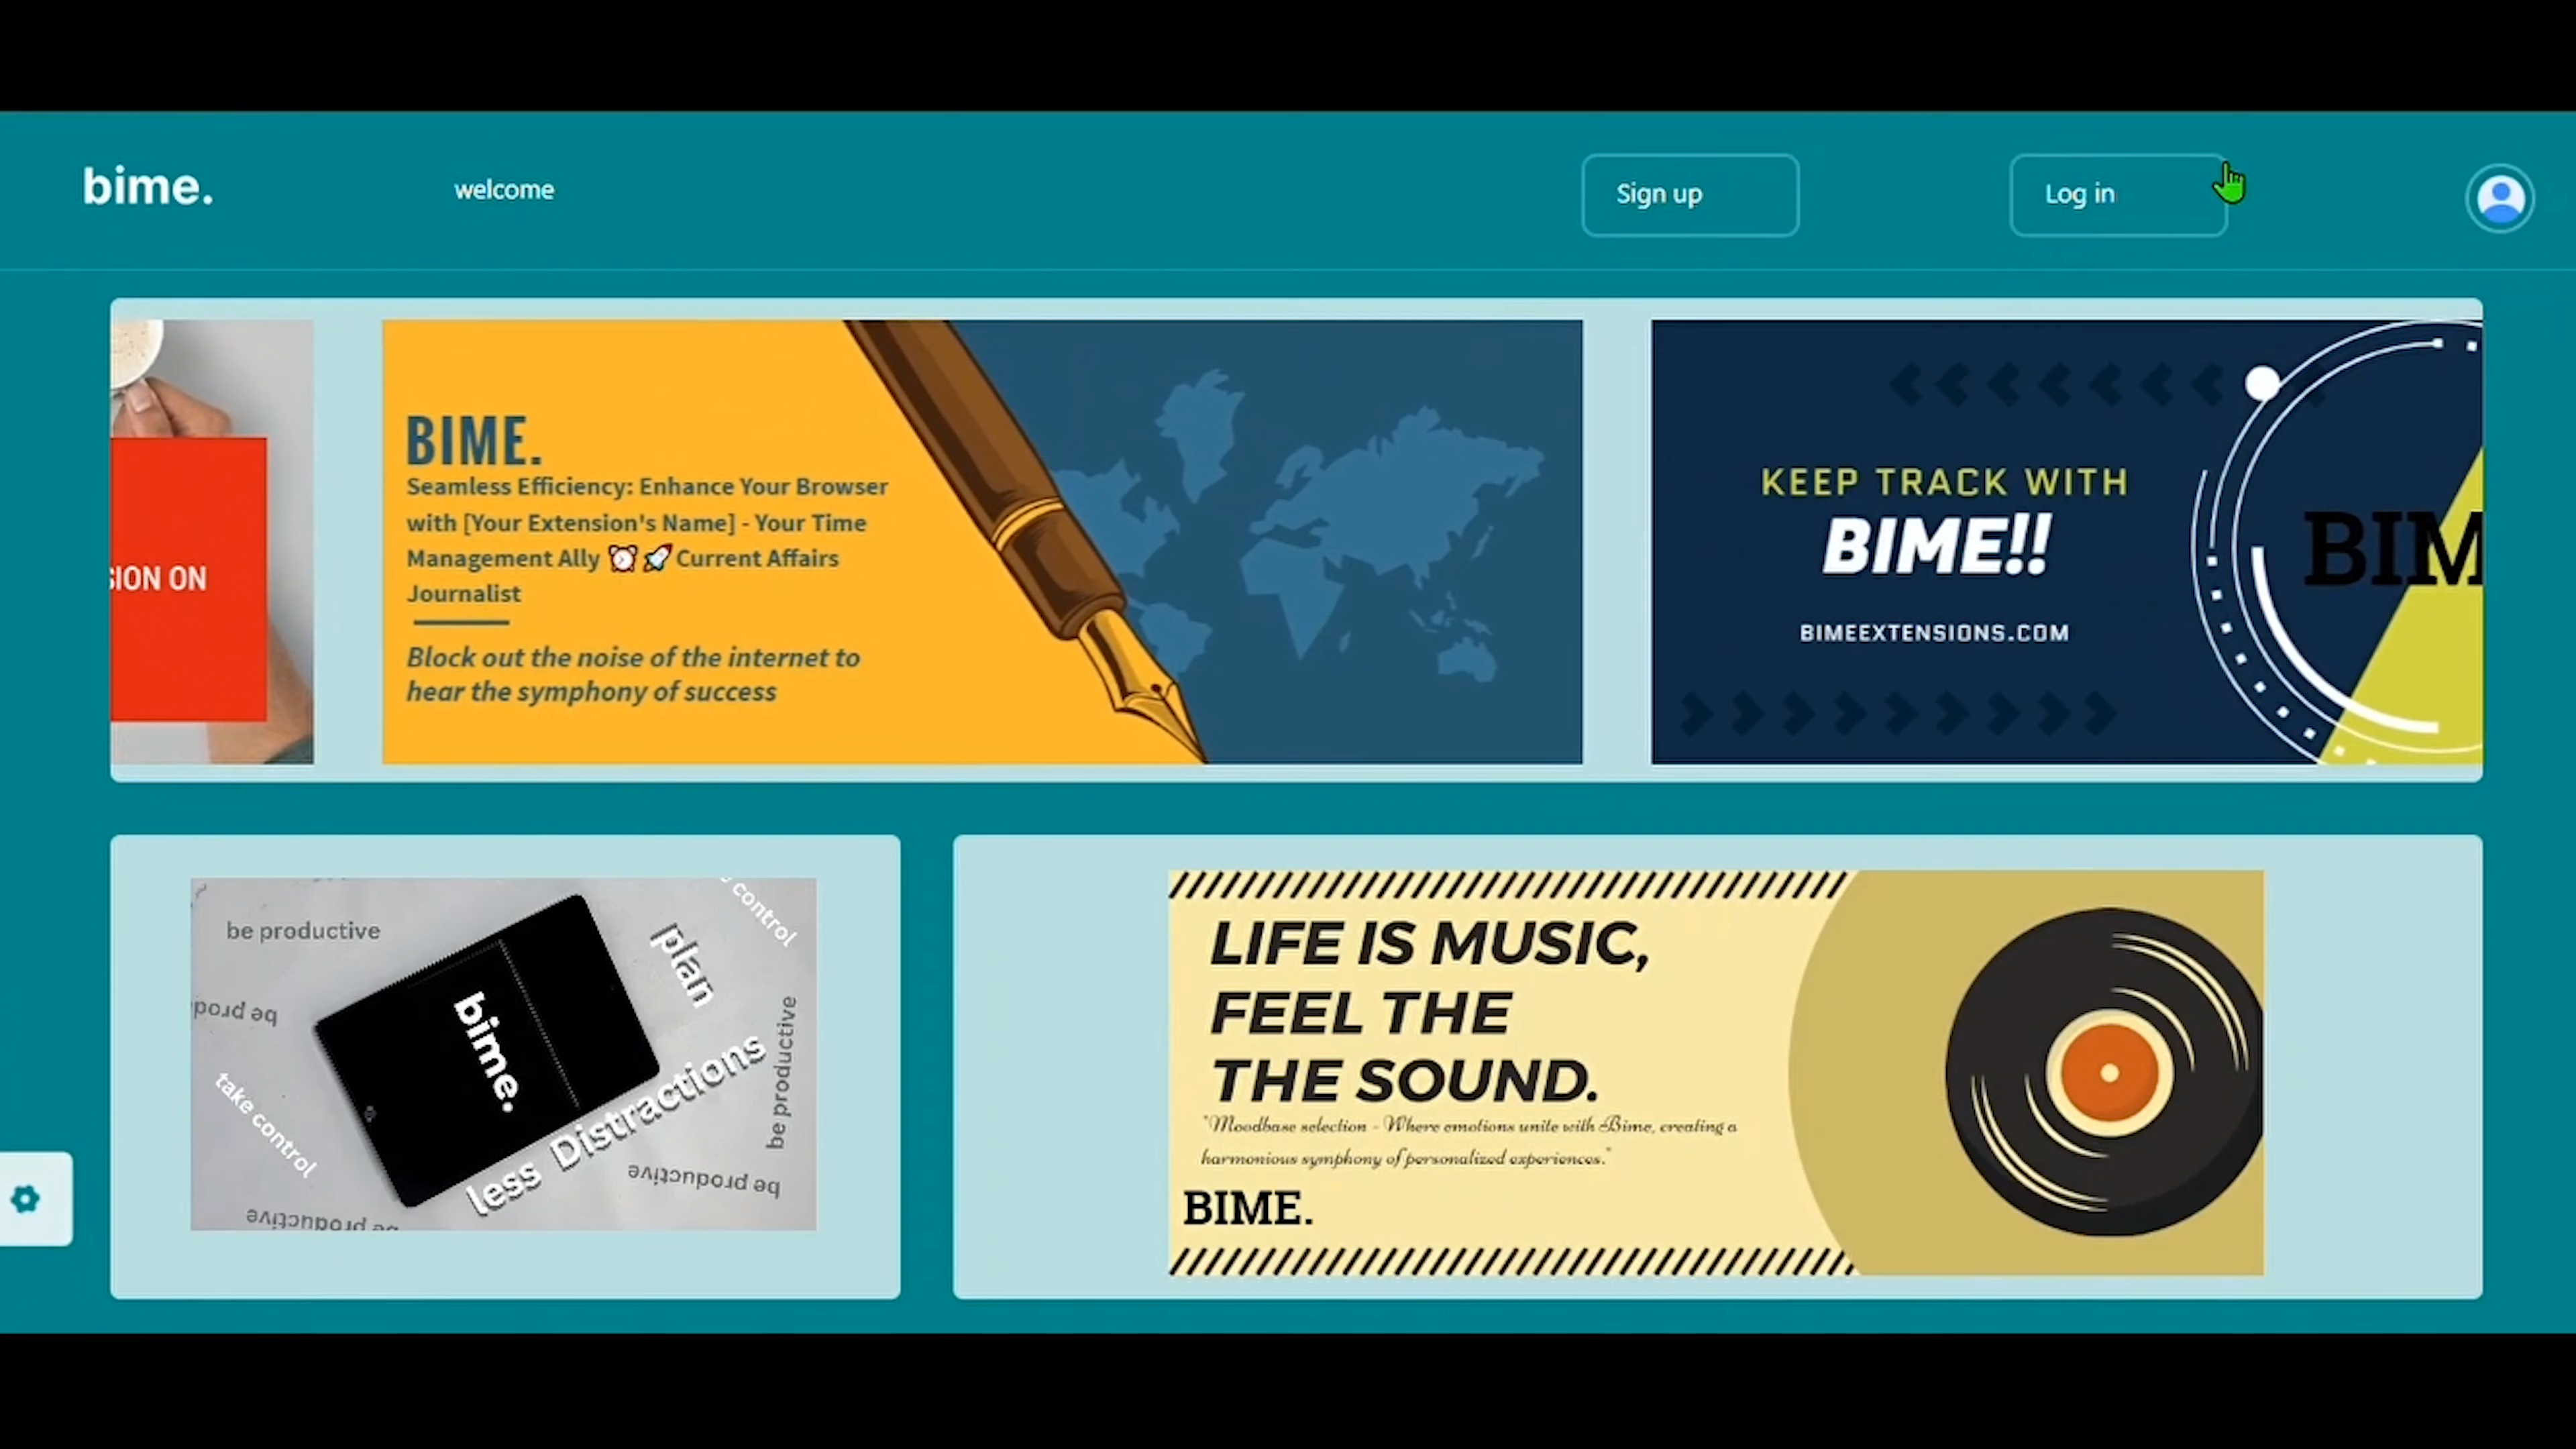 bime.
welcome
Sign up
Log in
SION ON
BIME.
Seamless Efficiency: Enhance Your Browser
with [Your Extension's Name] - Your Time
Management Ally ⏰ 🚀 Current Affairs
Journalist
Block out the noise of the internet to
hear the symphony of success
KEEP TRACK WITH
BIME!!
BIMEEXTENSIONS.COM
BIM
be productive
control
plan
be prod
bime.
take control
less Distractions
be productive
be productive
be productive
LIFE IS MUSIC,
FEEL THE
THE SOUND.
"Moodbase selection - Where emotions unite with Bime, creating a
harmonious symphony of personalized experiences."
BIME.